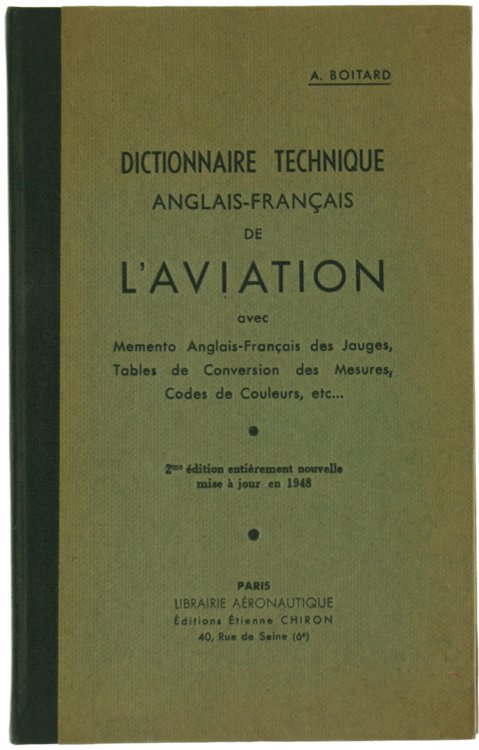 A. BOITARD
DICTIONNAIRE TECHNIQUE
ANGLAIS-FRANÇAIS
DE
L'AVIATION
avec
Memento Anglais-Français des Jauges,
Tables de Conversion des Mesures,
Codes de Couleurs, etc...
2me édition entièrement nouvelle
mise à jour en 1948
PARIS
LIBRAIRIE AÉRONAUTIQUE
Éditions Étienne CHIRON
40, Rue de Seine (6e)